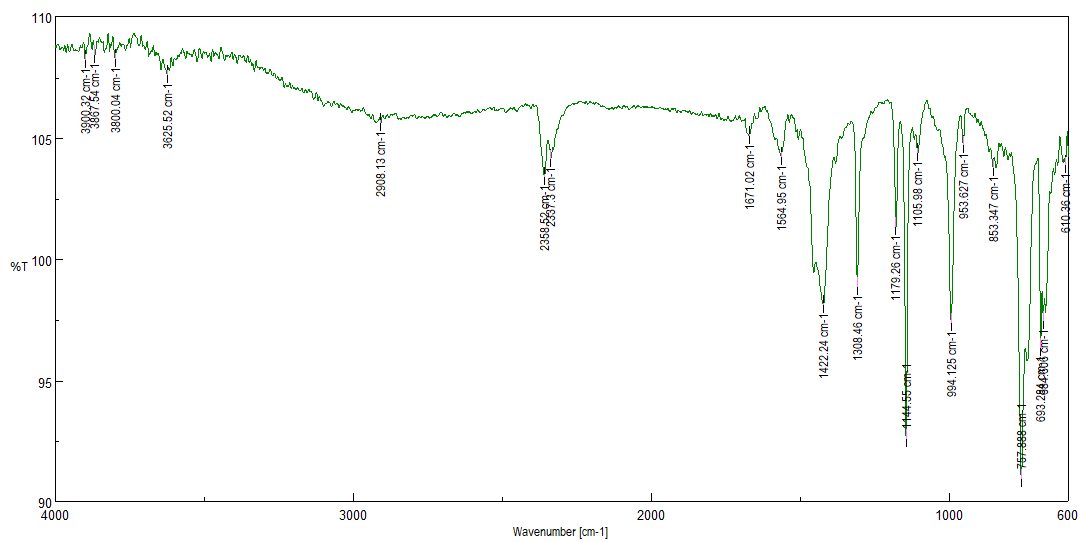 110
105
100
95
90
%T
4000
3000
2000
1000
600
Wavenumber [cm-1]
3900.32 cm-1
3867.54 cm-1
3800.04 cm-1
3625.52 cm-1
2908.13 cm-1
2358.52 cm-1
2337.3 cm-1
1671.02 cm-1
1564.95 cm-1
1422.24 cm-1
1308.46 cm-1
1179.26 cm-1
1144.55 cm-1
1105.98 cm-1
994.125 cm-1
953.627 cm-1
853.347 cm-1
757.888 cm-1
693.284 cm-1
610.36 cm-1